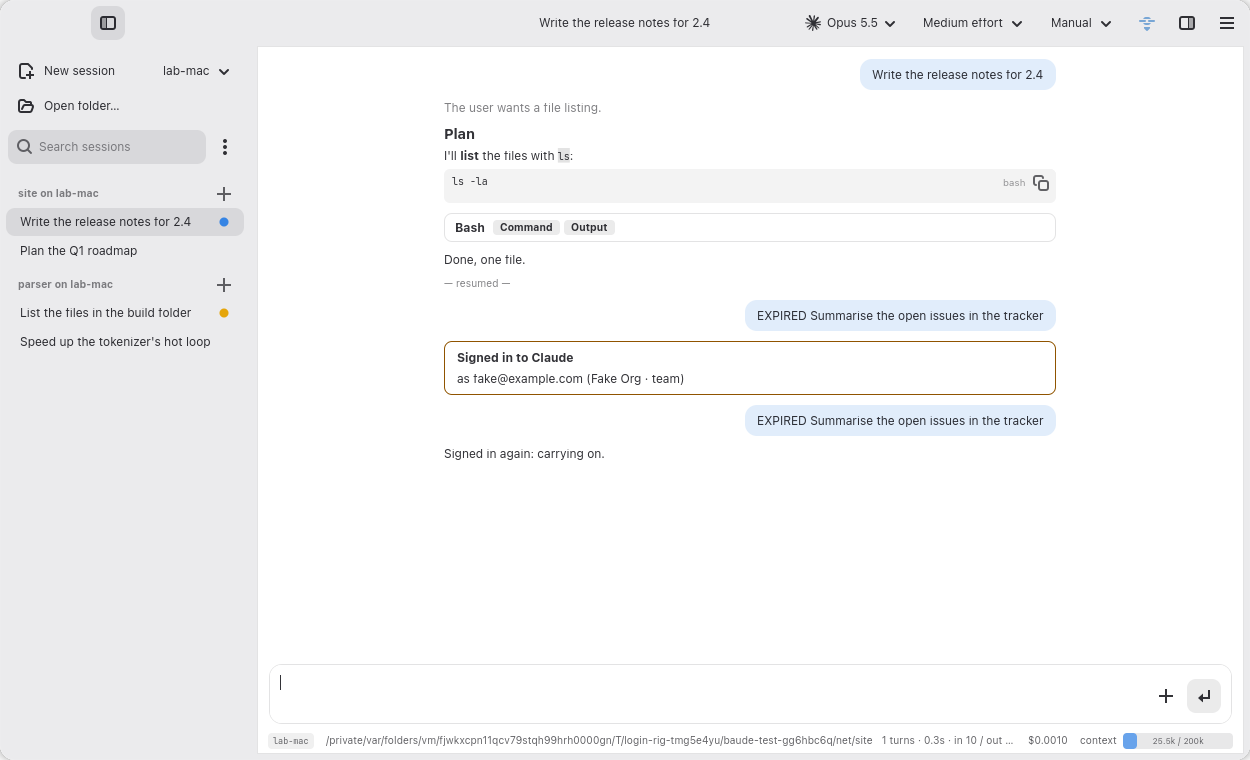 Write the release notes for 2.4
Opus 5.5
Medium effort
Manual
New session
lab-mac
Open folder...
Search sessions
site on lab-mac
Write the release notes for 2.4
Plan the Q1 roadmap
parser on lab-mac
List the files in the build folder
Speed up the tokenizer's hot loop
Write the release notes for 2.4
The user wants a file listing.
Plan
I'll list the files with ls:
ls -la
bash
Bash Command Output
Done, one file.
— resumed —
EXPIRED Summarise the open issues in the tracker
Signed in to Claude
as fake@example.com (Fake Org · team)
EXPIRED Summarise the open issues in the tracker
Signed in again: carrying on.
lab-mac /private/var/folders/vm/fjwkxcpn11qcv79stqh99hrh0000gn/T/login-rig-tmg5e4yu/baude-test-gg6hbc6q/net/site 1 turns · 0.3s · in 10 / out ... $0.0010 context 25.5k / 200k